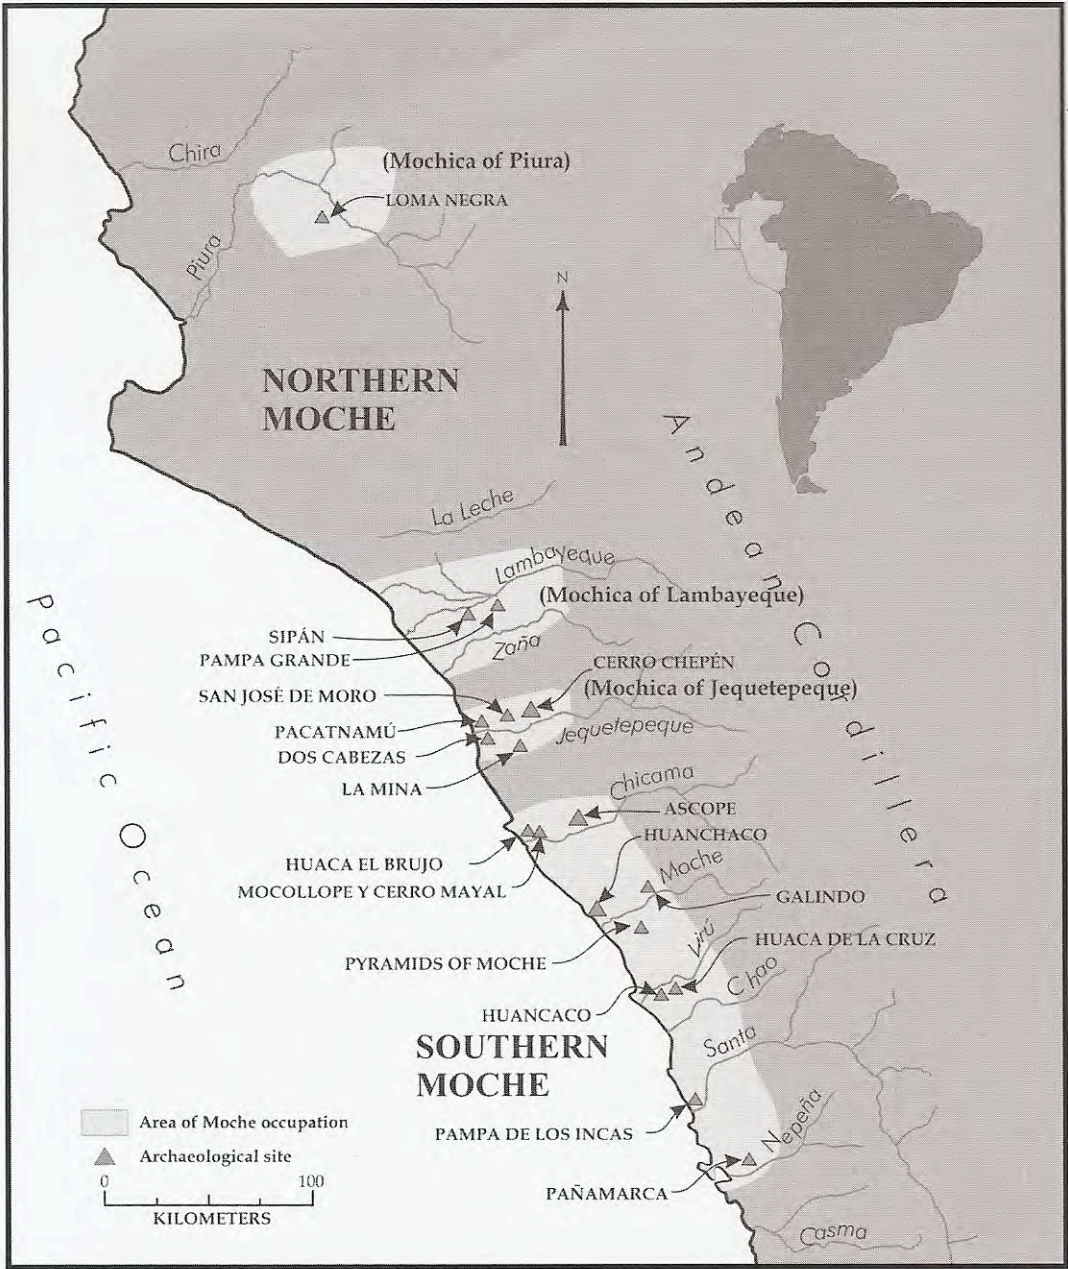 Chira
(Mochica of Piura)
LOMA NEGRA
Piura
N
NORTHERN
MOCHE
Andean Cordillera
La Leche
Lambayeque
(Mochica of Lambayeque)
SIPÁN
PAMPA GRANDE
Zaña
CERRO CHEPÉN
(Mochica of Jequetepeque)
SAN JOSÉ DE MORO
PACATNAMÚ
DOS CABEZAS
Jequetepeque
LA MINA
Pacific Ocean
Chicama
ASCOPE
HUANCHACO
HUACA EL BRUJO
MOCOLLOPE Y CERRO MAYAL
Moche
GALINDO
PYRAMIDS OF MOCHE
Virú
HUACA DE LA CRUZ
Chao
HUANCACO
SOUTHERN
MOCHE
Santa
PAMPA DE LOS INCAS
Nepeña
PAÑAMARCA
Casma
Area of Moche occupation
Archaeological site
0 100
KILOMETERS